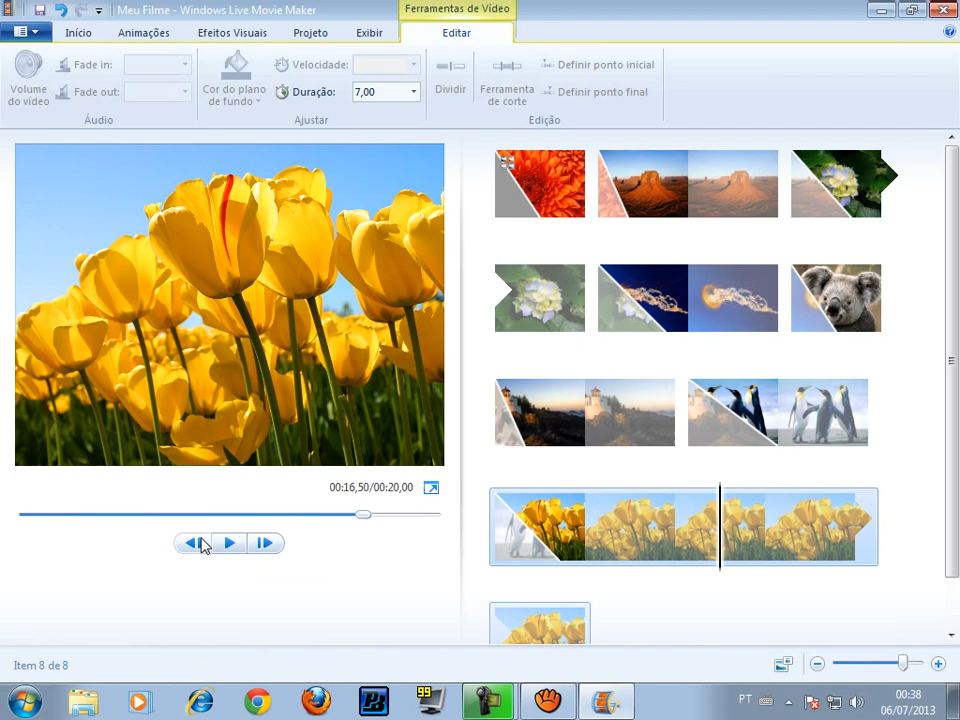 Meu Filme - Windows Live Movie Maker
Ferramentas de Vídeo
Início
Animações
Efeitos Visuais
Projeto
Exibir
Editar
Volume do vídeo
Fade in:
Fade out:
Áudio
Cor do plano de fundo
Velocidade:
Duração:
7,00
Ajustar
Dividir
Ferramenta de corte
Definir ponto inicial
Definir ponto final
Edição
00:16,50/00:20,00
Item 8 de 8
99
PT
00:38
06/07/2013